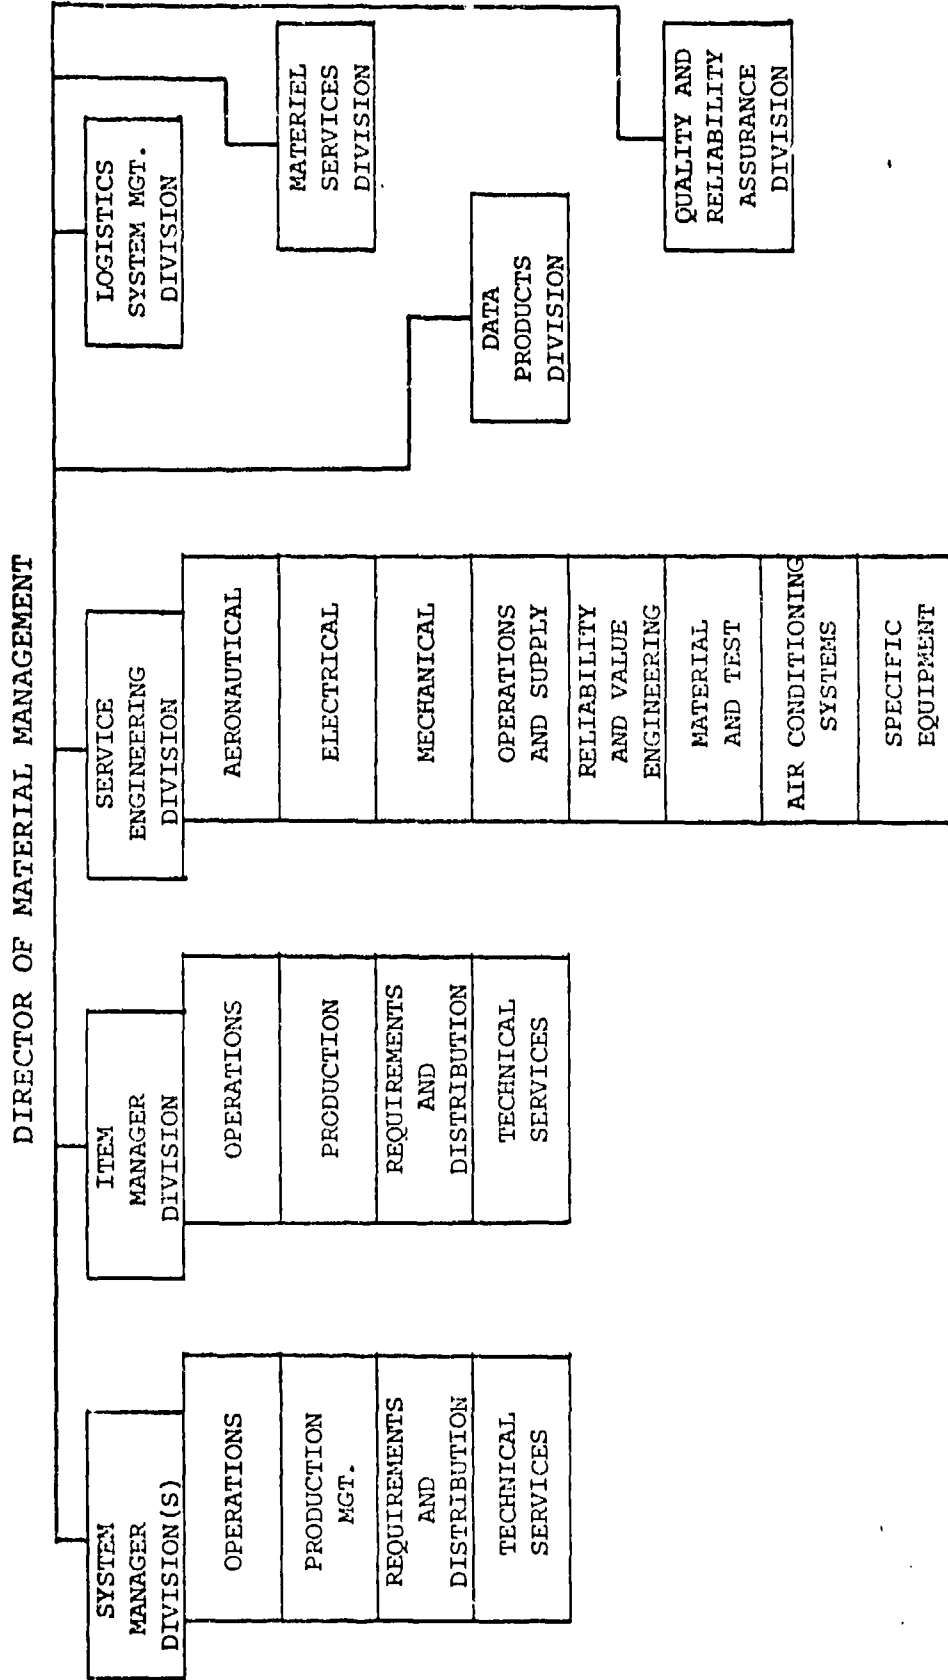 DIRECTOR OF MATERIAL MANAGEMENT
SYSTEM
MANAGER
DIVISION(S)
OPERATIONS
PRODUCTION
MGT.
REQUIREMENTS
AND
DISTRIBUTION
TECHNICAL
SERVICES
ITEM
MANAGER
DIVISION
OPERATIONS
PRODUCTION
REQUIREMENTS
AND
DISTRIBUTION
TECHNICAL
SERVICES
SERVICE
ENGINEERING
DIVISION
AERONAUTICAL
ELECTRICAL
MECHANICAL
OPERATIONS
AND SUPPLY
RELIABILITY
AND VALUE
ENGINEERING
MATERIAL
AND TEST
AIR CONDITIONING
SYSTEMS
SPECIFIC
EQUIPMENT
DATA
PRODUCTS
DIVISION
LOGISTICS
SYSTEM MGT.
DIVISION
MATERIEL
SERVICES
DIVISION
QUALITY AND
RELIABILITY
ASSURANCE
DIVISION